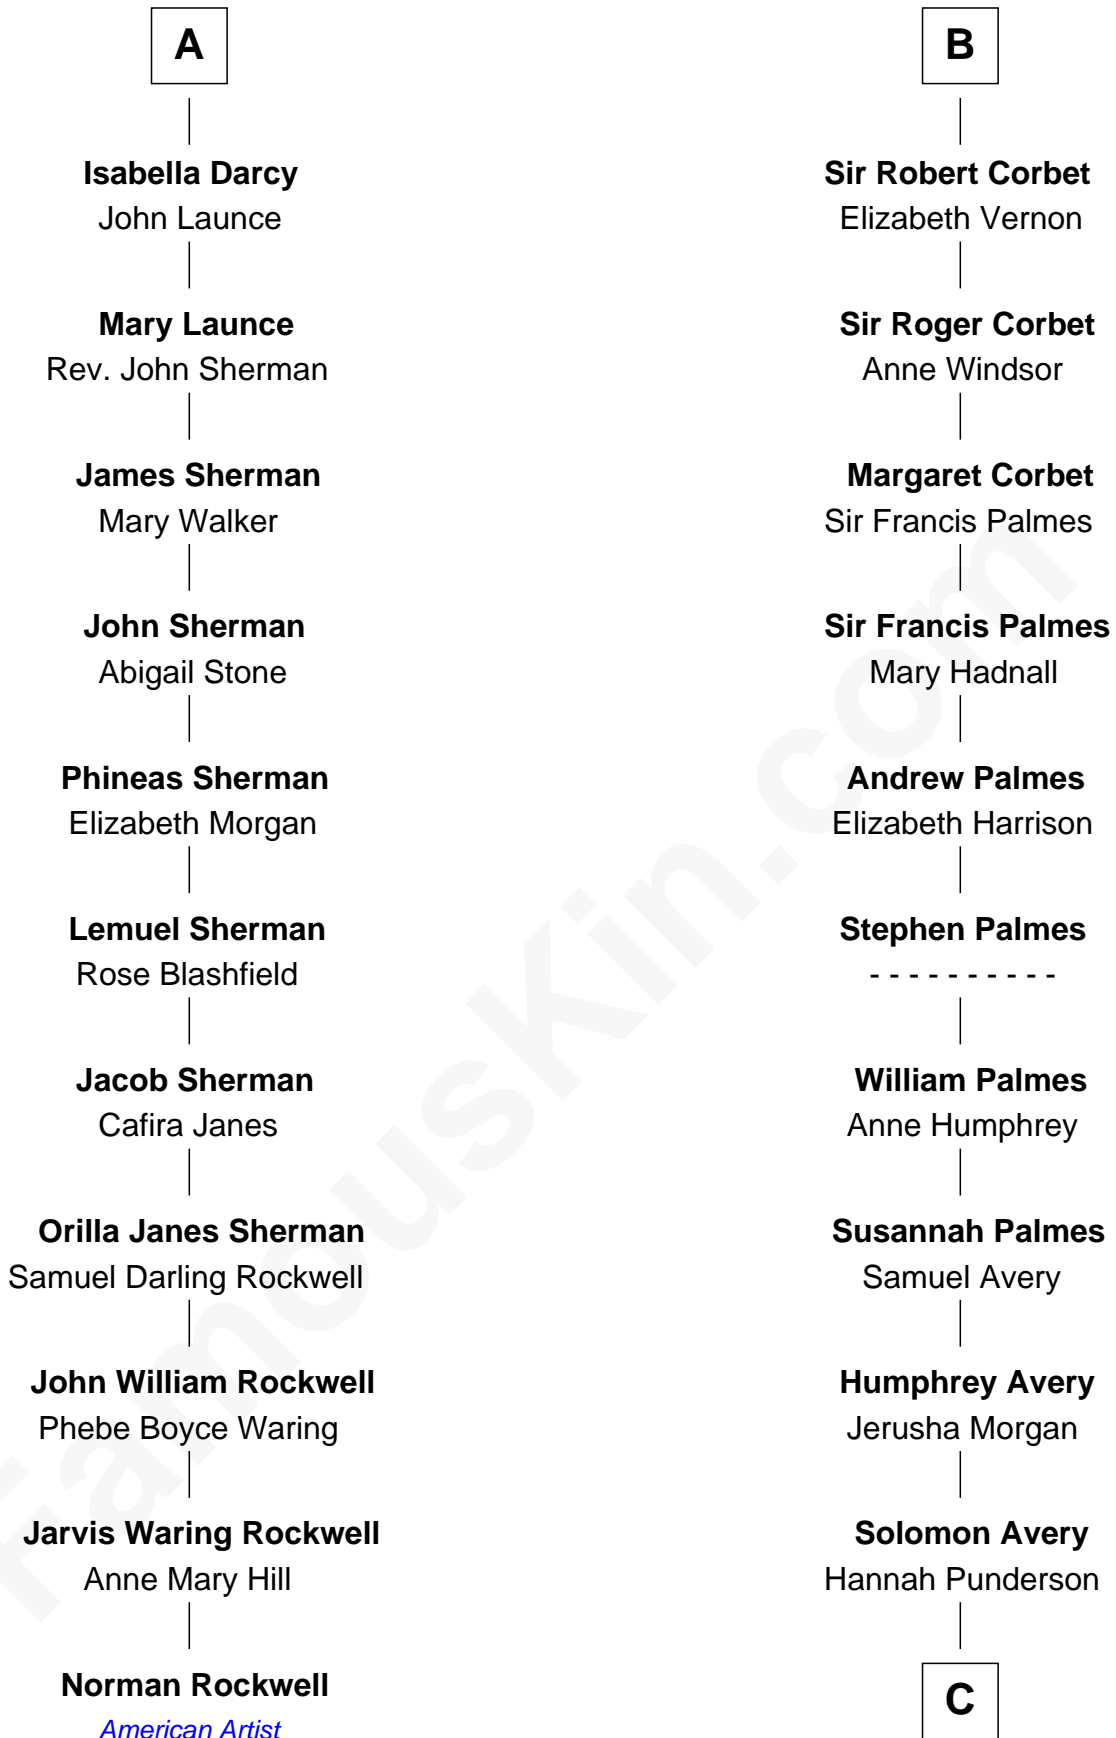 A
Isabella Darcy
John Launce
Mary Launce
Rev. John Sherman
James Sherman
Mary Walker
John Sherman
Abigail Stone
Phineas Sherman
Elizabeth Morgan
Lemuel Sherman
Rose Blashfield
Jacob Sherman
Cafira Janes
Orilla Janes Sherman
Samuel Darling Rockwell
John William Rockwell
Phebe Boyce Waring
Jarvis Waring Rockwell
Anne Mary Hill
Norman Rockwell
American Artist
B
Sir Robert Corbet
Elizabeth Vernon
Sir Roger Corbet
Anne Windsor
Margaret Corbet
Sir Francis Palmes
Sir Francis Palmes
Mary Hadnall
Andrew Palmes
Elizabeth Harrison
Stephen Palmes
- - - - - - - - - -
William Palmes
Anne Humphrey
Susannah Palmes
Samuel Avery
Humphrey Avery
Jerusha Morgan
Solomon Avery
Hannah Punderson
C
FamousKin.com